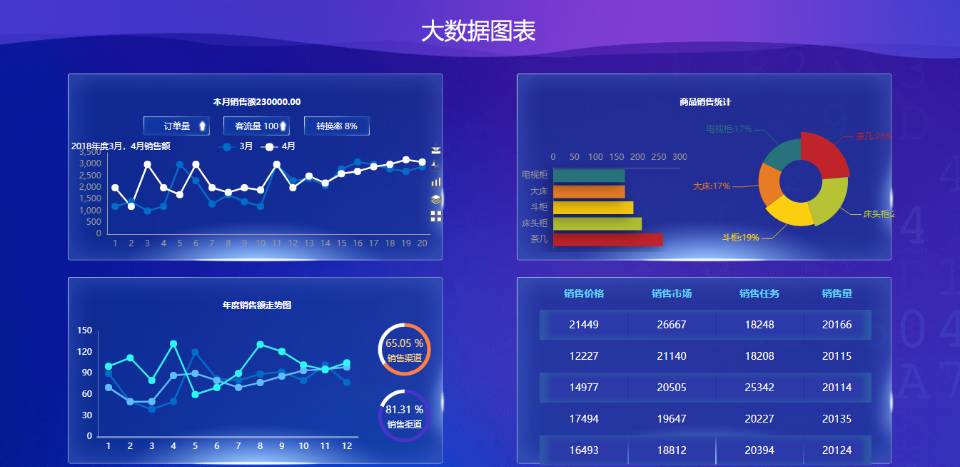 大数据图表
本月销售额230000.00
订单量 客流量 100 转换率 8%
2018年度3月，4月销售额 3月 4月
3,500
3,000
2,500
2,000
1,500
1,000
500
0
1 2 3 4 5 6 7 8 9 10 11 12 13 14 15 16 17 18 19 20
商品销售统计
0 50 100 150 200 250 300
电视柜
大床
斗柜
床头柜
茶几
电视柜:17%
茶几:25%
大床:17%
床头柜:2
斗柜:19%
年度销售额走势图
150
120
90
60
30
0
1 2 3 4 5 6 7 8 9 10 11 12
65.05 %
销售渠道
81.31 %
销售渠道
销售价格 销售市场 销售任务 销售量
21449 26667 18248 20166
12227 21140 18208 20115
14977 20505 25342 20114
17494 19647 20227 20135
16493 18812 20394 20124